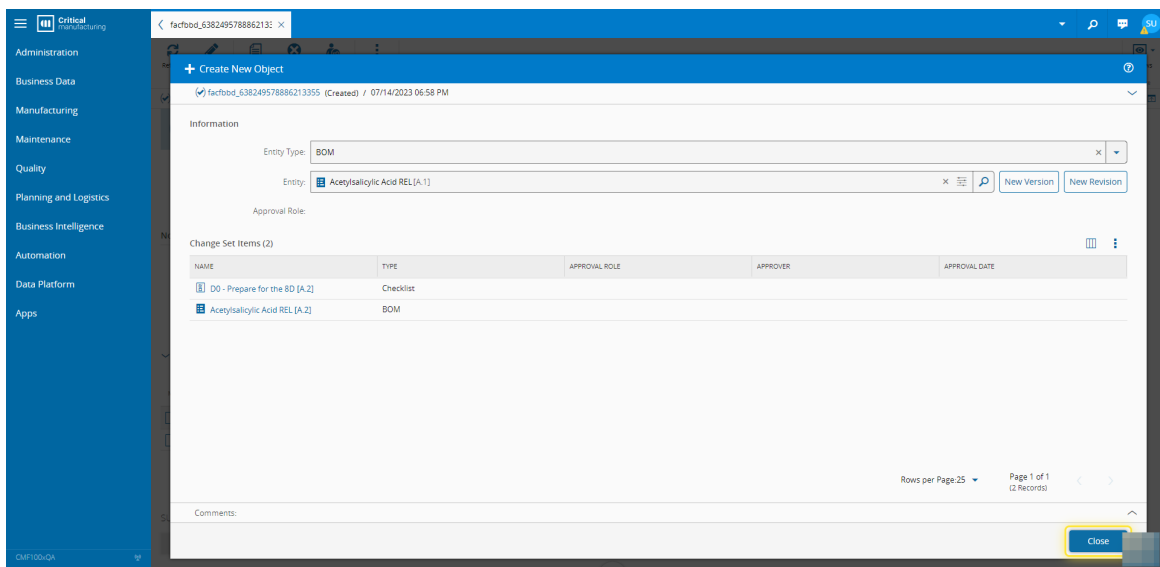 Critical
manufacturing
facfbbd_63824957888621335
SU
Administration
Business Data
Manufacturing
Maintenance
Quality
Planning and Logistics
Business Intelligence
Automation
Data Platform
Apps
CMF100xQA
Create New Object
facfbbd_638249578886213355 (Created) / 07/14/2023 06:58 PM
Information
Entity Type: BOM
Entity: Acetylsalicylic Acid REL [A.1] New Version New Revision
Approval Role:
Change Set Items (2)
NAME TYPE APPROVAL ROLE APPROVER APPROVAL DATE
D0 - Prepare for the 8D [A.2] Checklist
Acetylsalicylic Acid REL [A.2] BOM
Rows per Page:25 Page 1 of 1
(2 Records)
Comments:
Close